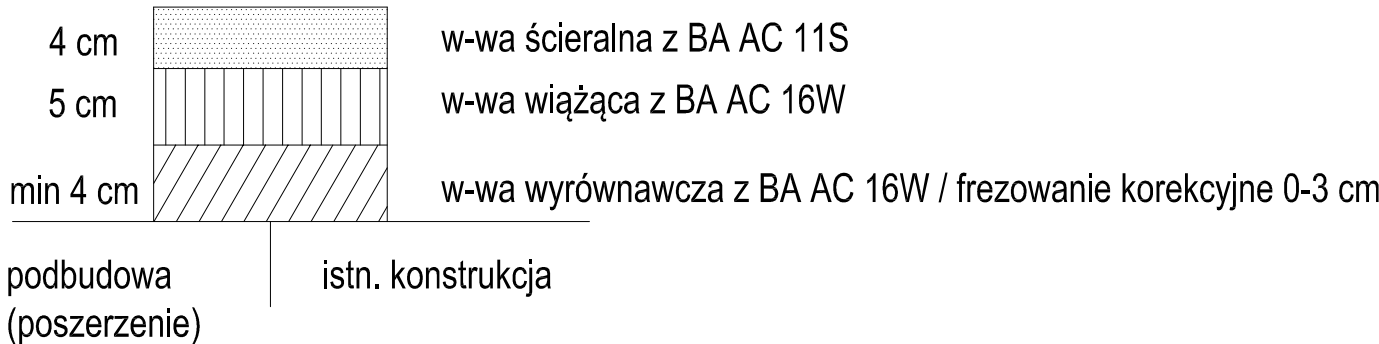 4 cm w-wa ścieralna z BA AC 11S
5 cm w-wa wiążąca z BA AC 16W
min 4 cm w-wa wyrównawcza z BA AC 16W / frezowanie korekcyjne 0-3 cm
podbudowa istn. konstrukcja
(poszerzenie)